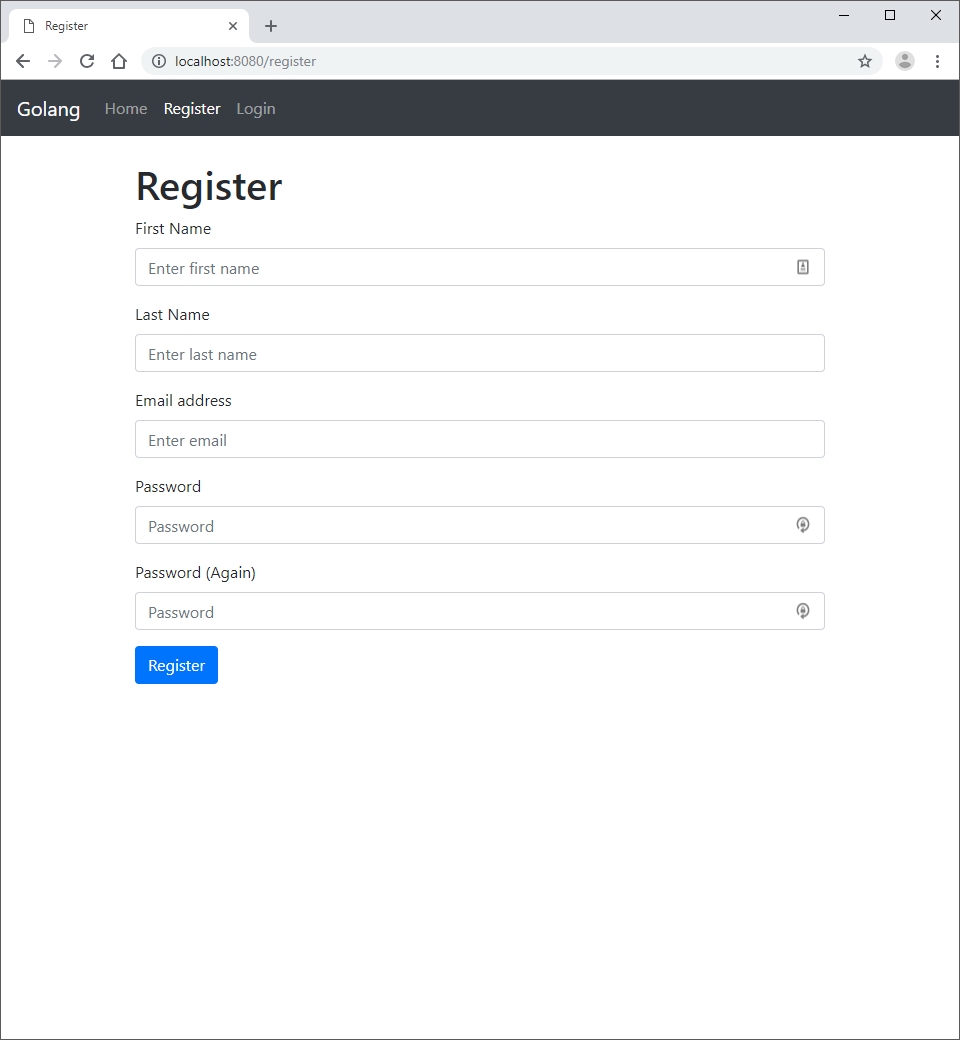 Register
localhost:8080/register
Golang Home Register Login
Register
First Name
Enter first name
Last Name
Enter last name
Email address
Enter email
Password
Password
Password (Again)
Password
Register